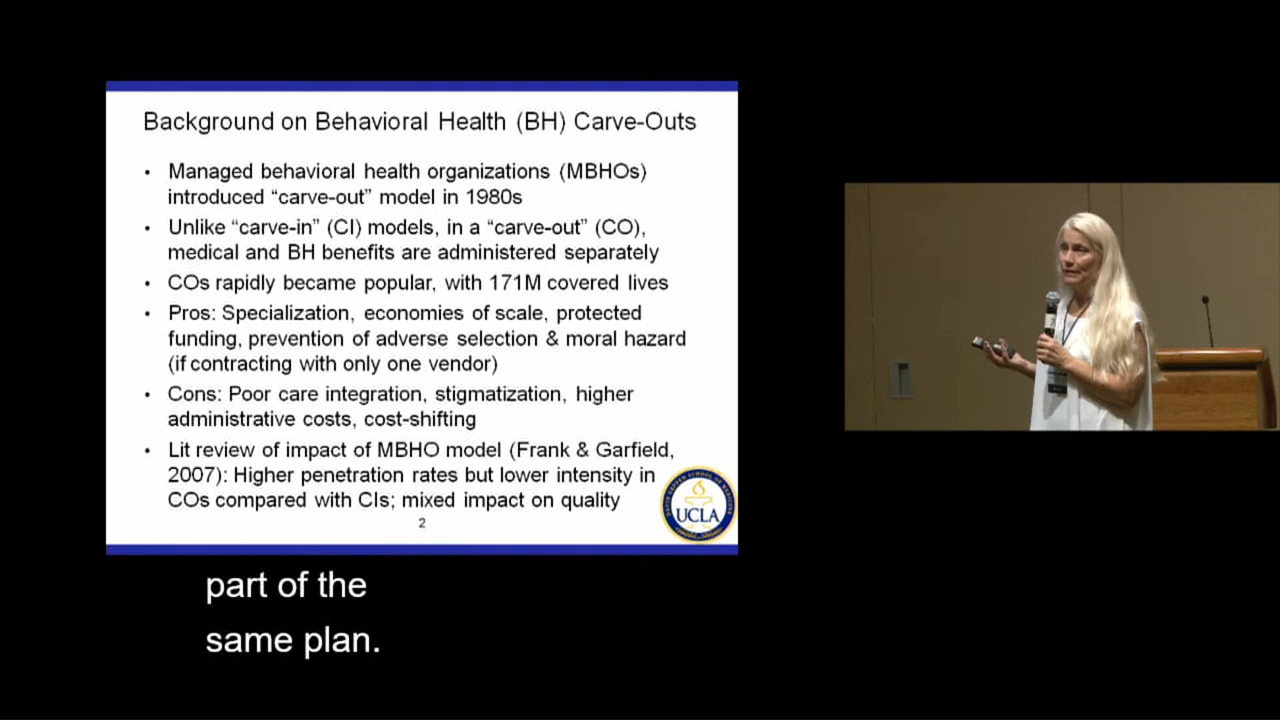 Background on Behavioral Health (BH) Carve-Outs
• Managed behavioral health organizations (MBHOs)
introduced “carve-out” model in 1980s
• Unlike “carve-in” (CI) models, in a “carve-out” (CO),
medical and BH benefits are administered separately
• COs rapidly became popular, with 171M covered lives
• Pros: Specialization, economies of scale, protected
funding, prevention of adverse selection & moral hazard
(if contracting with only one vendor)
• Cons: Poor care integration, stigmatization, higher
administrative costs, cost-shifting
• Lit review of impact of MBHO model (Frank & Garfield,
2007): Higher penetration rates but lower intensity in
COs compared with CIs; mixed impact on quality
UCLA
2
part of the
same plan.